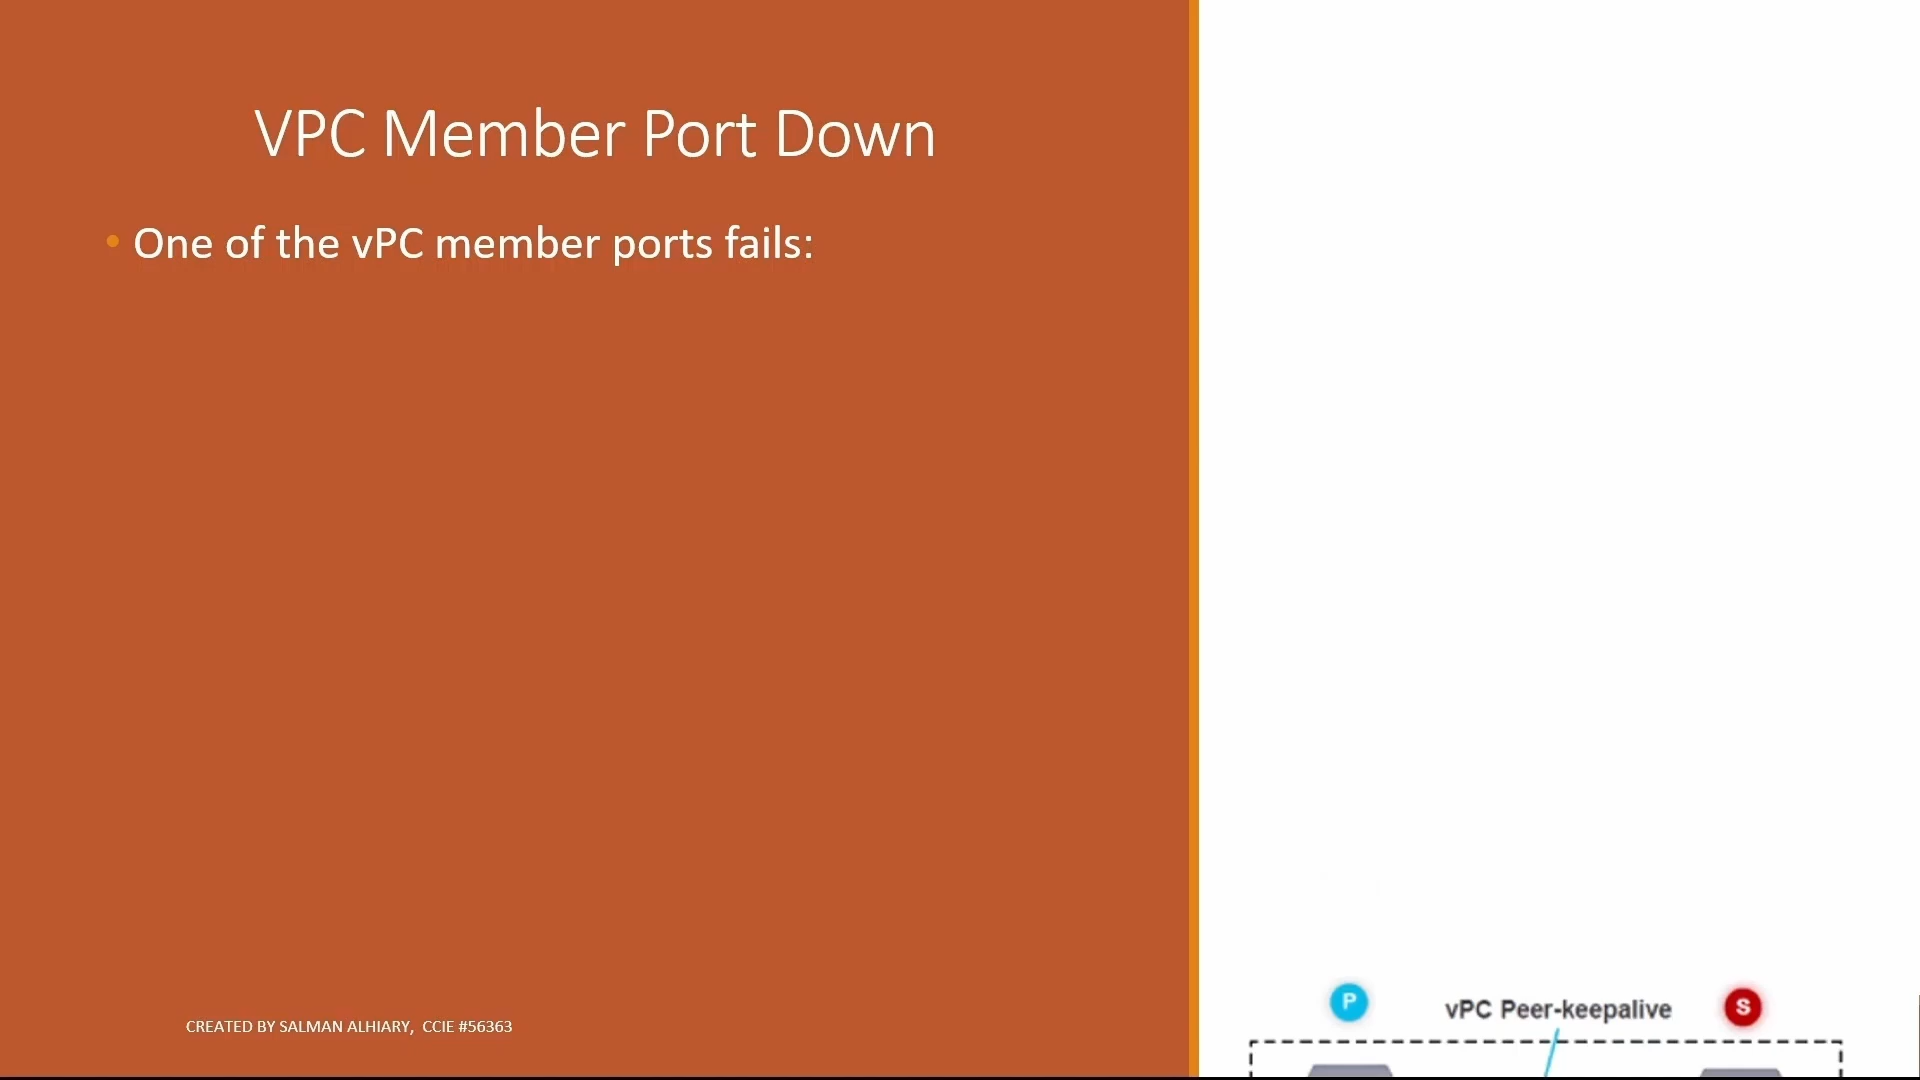 VPC Member Port Down
• One of the vPC member ports fails:
CREATED BY SALMAN ALHIARY, CCIE #56363
P
vPC Peer-keepalive
S